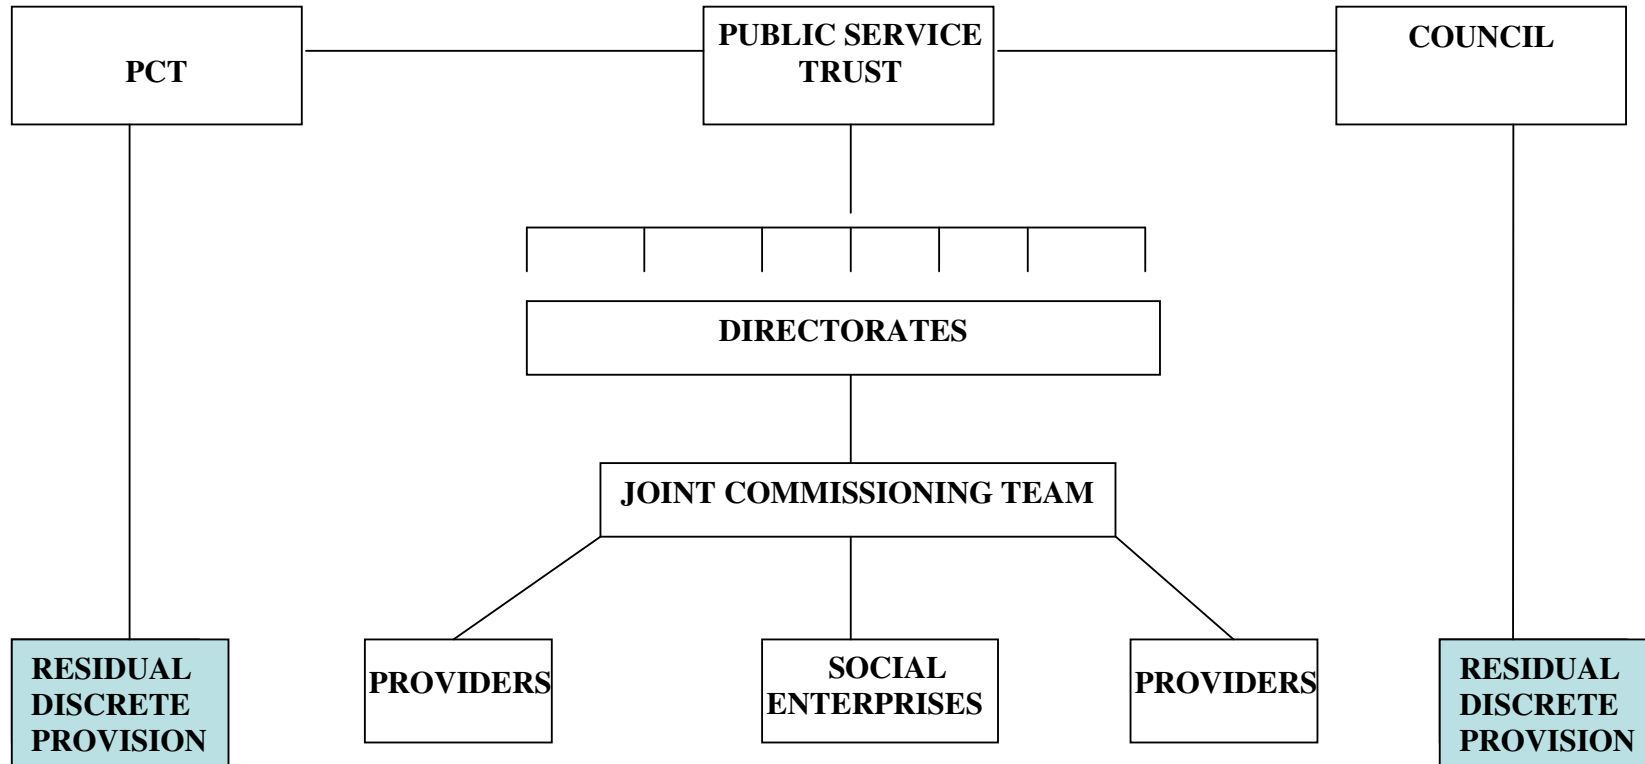 PCT
PUBLIC SERVICE
TRUST
COUNCIL
DIRECTORATES
JOINT COMMISSIONING TEAM
RESIDUAL
DISCRETE
PROVISION
PROVIDERS
SOCIAL
ENTERPRISES
PROVIDERS
RESIDUAL
DISCRETE
PROVISION